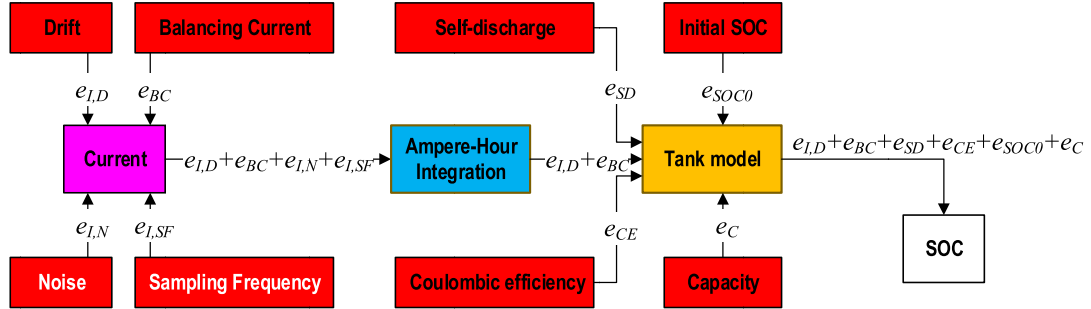 Drift
Balancing Current
Self-discharge
Initial SOC
e_{I,D}
e_{BC}
e_{SD}
e_{SOC0}
Current
e_{I,D}+e_{BC}+e_{I,N}+e_{I,SF}
Ampere-Hour
Integration
e_{I,D}+e_{BC}
Tank model
e_{I,D}+e_{BC}+e_{SD}+e_{CE}+e_{SOC0}+e_C
e_{I,N}
e_{I,SF}
e_{CE}
e_C
SOC
Noise
Sampling Frequency
Coulombic efficiency
Capacity